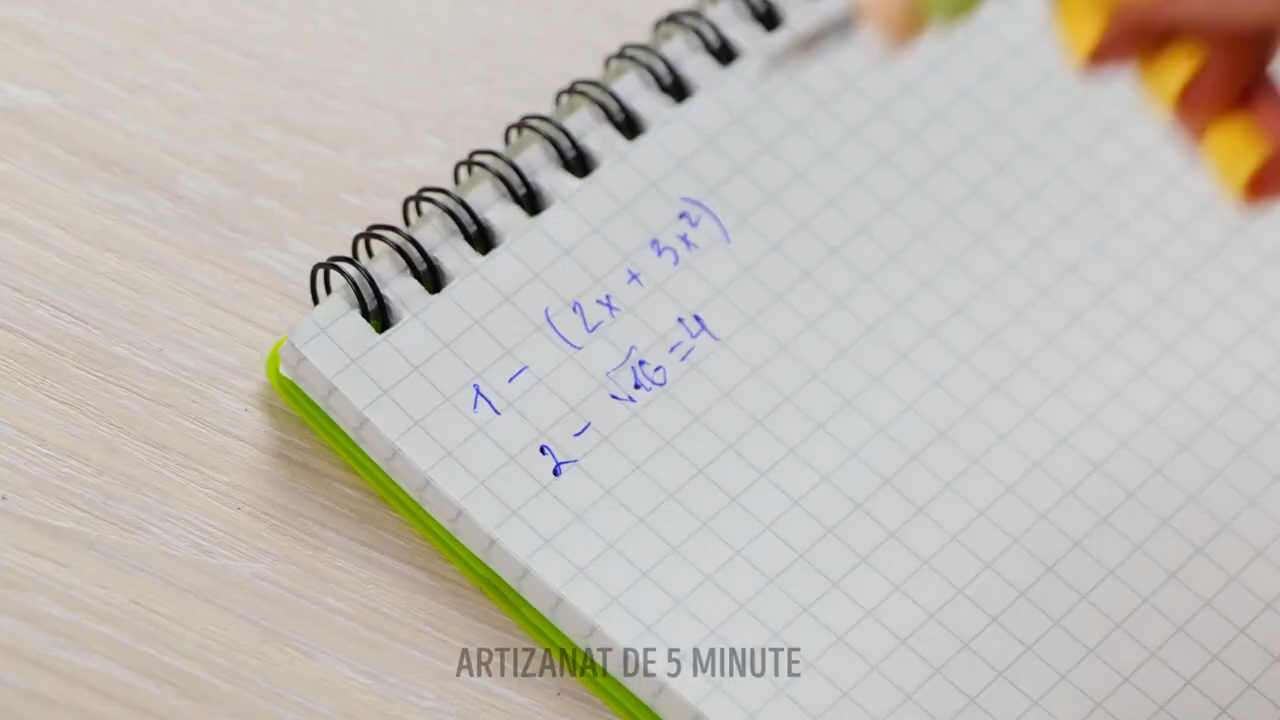 1 - (2x + 3x²)
2 - √16 = 4
ARTIZANAT DE 5 MINUTE